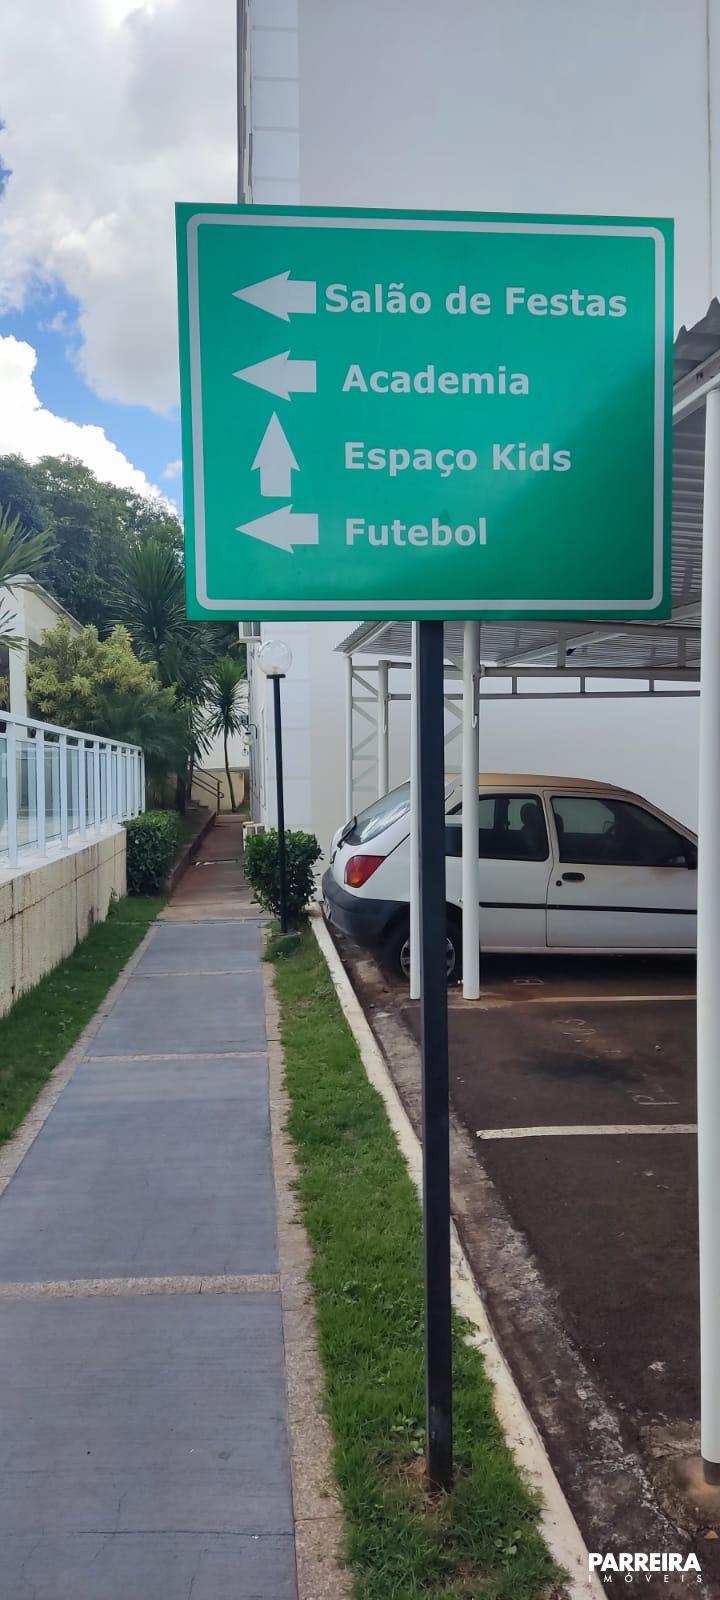 Salão de Festas
Academia
Espaço Kids
Futebol
PARREIRA
IMÓVEIS